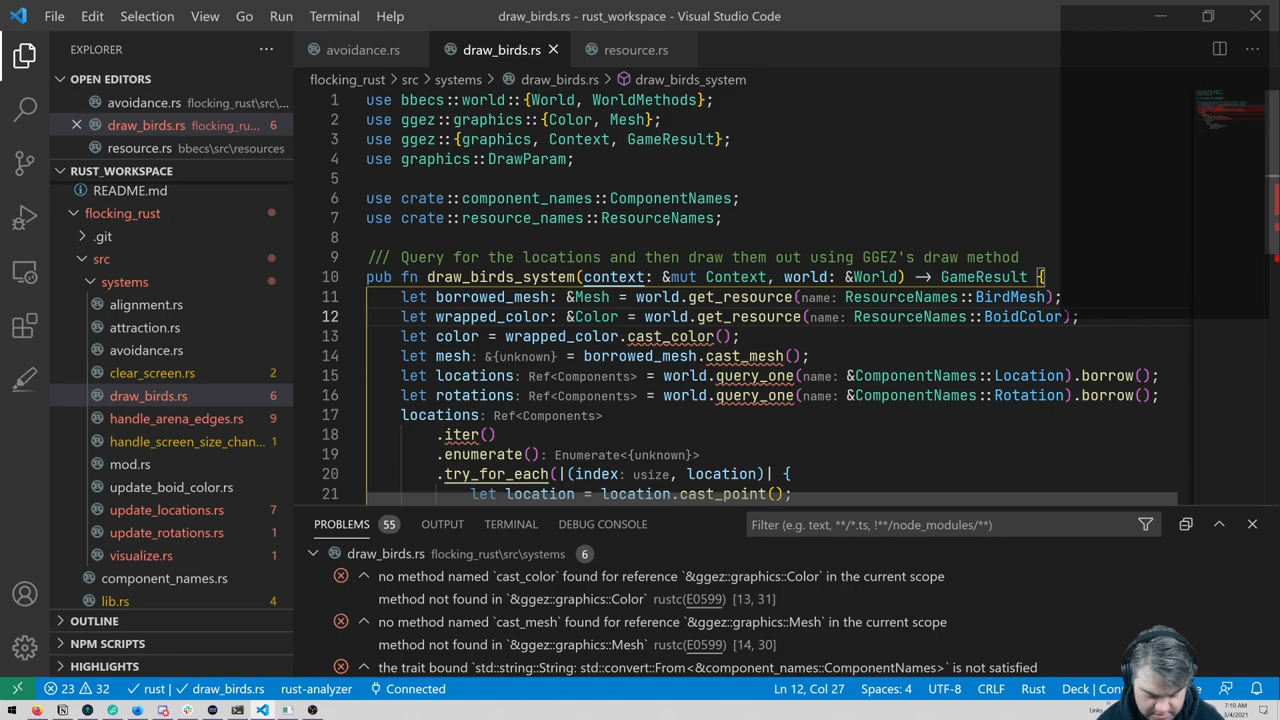 File Edit Selection View Go Run Terminal Help draw_birds.rs - rust_workspace - Visual Studio Code
EXPLORER
OPEN EDITORS
avoidance.rs flocking_rust\src\...
draw_birds.rs flocking_ru... 6
resource.rs bbecs\src\resources
RUST_WORKSPACE
README.md
flocking_rust
.git
src
systems
alignment.rs
attraction.rs
avoidance.rs
clear_screen.rs 2
draw_birds.rs 6
handle_arena_edges.rs 9
handle_screen_size_chan... 1
mod.rs
update_boid_color.rs
update_locations.rs 7
update_rotations.rs 1
visualize.rs 1
component_names.rs
lib.rs 4
OUTLINE
NPM SCRIPTS
HIGHLIGHTS
avoidance.rs draw_birds.rs resource.rs
flocking_rust > src > systems > draw_birds.rs > draw_birds_system
1 use bbecs::world::{World, WorldMethods};
2 use ggez::graphics::{Color, Mesh};
3 use ggez::{graphics, Context, GameResult};
4 use graphics::DrawParam;
5
6 use crate::component_names::ComponentNames;
7 use crate::resource_names::ResourceNames;
8
9 /// Query for the locations and then draw them out using GGEZ's draw method
10 pub fn draw_birds_system(context: &mut Context, world: &World) -> GameResult {
11 let borrowed_mesh: &Mesh = world.get_resource(name: ResourceNames::BirdMesh);
12 let wrapped_color: &Color = world.get_resource(name: ResourceNames::BoidColor);
13 let color = wrapped_color.cast_color();
14 let mesh: &{unknown} = borrowed_mesh.cast_mesh();
15 let locations: Ref<Components> = world.query_one(name: &ComponentNames::Location).borrow();
16 let rotations: Ref<Components> = world.query_one(name: &ComponentNames::Rotation).borrow();
17 locations: Ref<Components>
18 .iter()
19 .enumerate(): Enumerate<{unknown}>
20 .try_for_each(|(index: usize, location)| {
21 let location = location.cast_point();
PROBLEMS 55 OUTPUT TERMINAL DEBUG CONSOLE Filter (e.g. text, **/*.ts, !**/node_modules/**)
draw_birds.rs flocking_rust\src\systems 6
no method named `cast_color` found for reference `&ggez::graphics::Color` in the current scope
method not found in `&ggez::graphics::Color` rustc(E0599) [13, 31]
no method named `cast_mesh` found for reference `&ggez::graphics::Mesh` in the current scope
method not found in `&ggez::graphics::Mesh` rustc(E0599) [14, 30]
the trait bound `std::string::String: std::convert::From<&component_names::ComponentNames>` is not satisfied
23 32 rust draw_birds.rs rust-analyzer Connected Ln 12, Col 27 Spaces: 4 UTF-8 CRLF Rust Deck | Con
Links 7:10 AM
3/4/2021